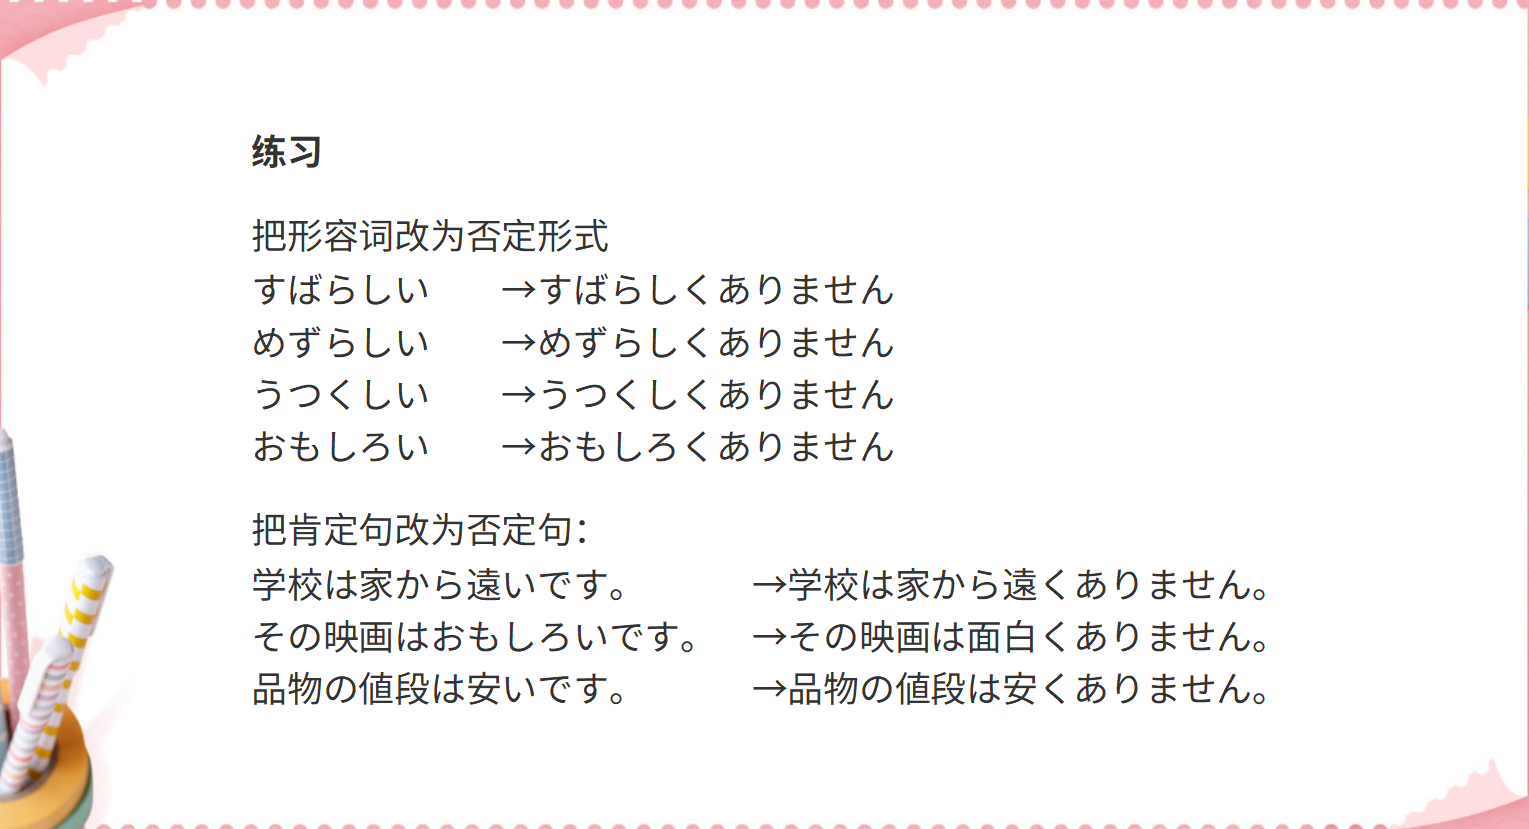 练习
把形容词改为否定形式
すばらしい　　→すばらしくありません
めずらしい　　→めずらしくありません
うつくしい　　→うつくしくありません
おもしろい　　→おもしろくありません
把肯定句改为否定句：
学校は家から遠いです。　　　→学校は家から遠くありません。
その映画はおもしろいです。　→その映画は面白くありません。
品物の値段は安いです。　　　→品物の値段は安くありません。